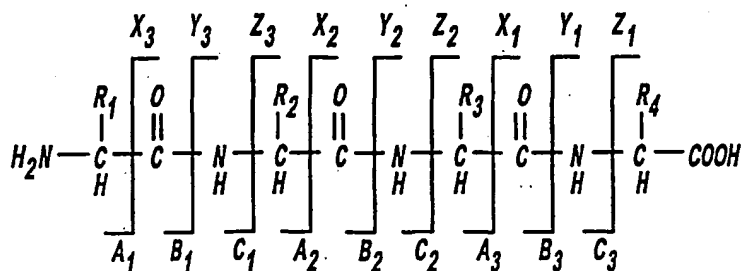 X₃ Y₃ Z₃ X₂ Y₂ Z₂ X₁ Y₁ Z₁
R₁ O R₂ O R₃ O R₄
H₂N C C N C C N C C N C COOH
H H H H H H H
A₁ B₁ C₁ A₂ B₂ C₂ A₃ B₃ C₃